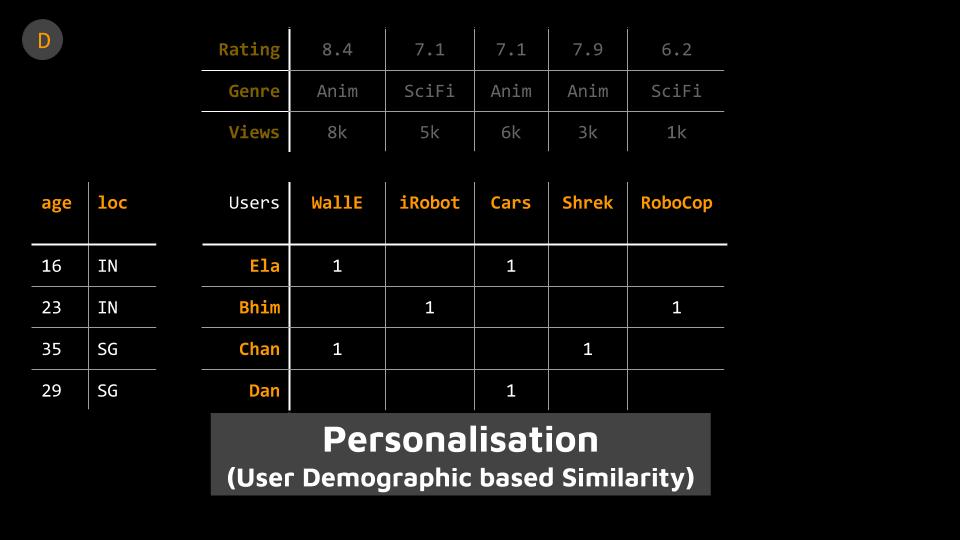 D
Rating 8.4 7.1 7.1 7.9 6.2
Genre Anim SciFi Anim Anim SciFi
Views 8k 5k 6k 3k 1k
age loc Users WallE iRobot Cars Shrek RoboCop
16 IN Ela 1 1
23 IN Bhim 1 1
35 SG Chan 1 1
29 SG Dan 1
Personalisation
(User Demographic based Similarity)